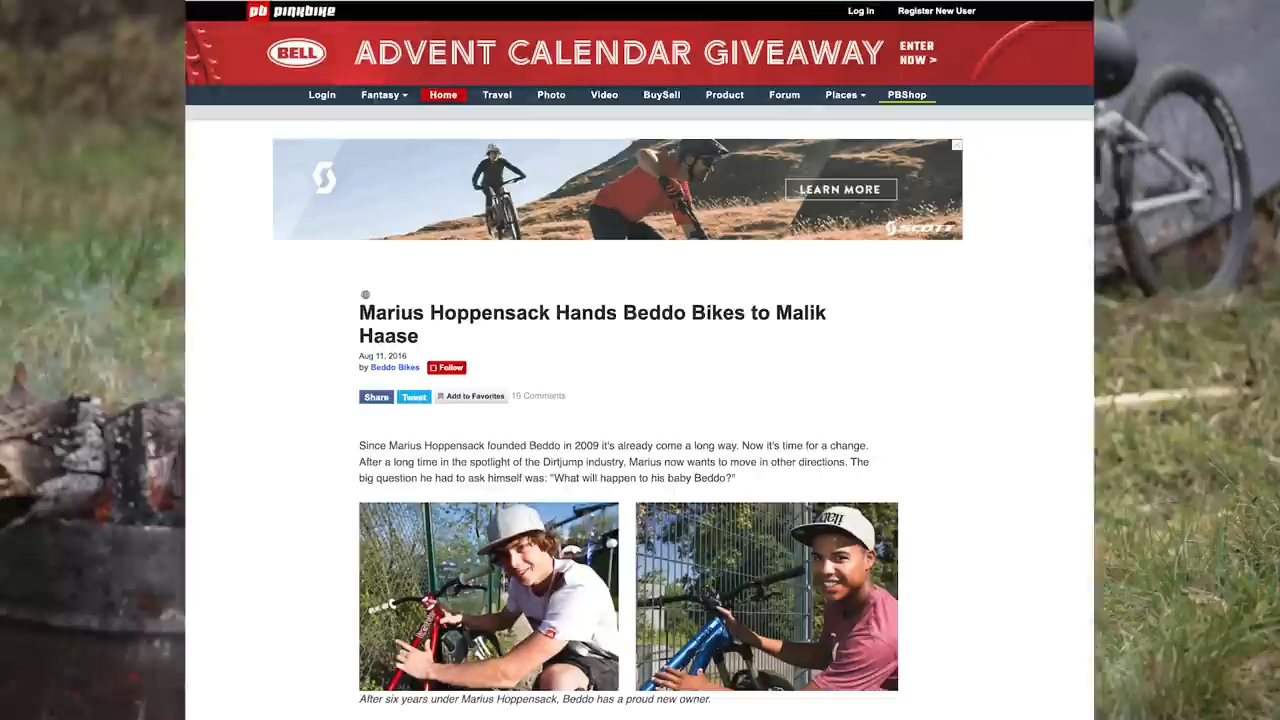 pb pinkbike
Log In Register New User
BELL ADVENT CALENDAR GIVEAWAY ENTER NOW >
Login Fantasy Home Travel Photo Video BuySell Product Forum Places PBShop
LEARN MORE
SCOTT
Marius Hoppensack Hands Beddo Bikes to Malik
Haase
Aug 11, 2016
by Beddo Bikes Follow
Share Tweet Add to Favorites 19 Comments
Since Marius Hoppensack founded Beddo in 2009 it's already come a long way. Now it's time for a change.
After a long time in the spotlight of the Dirtjump industry, Marius now wants to move in other directions. The
big question he had to ask himself was: "What will happen to his baby Beddo?"
After six years under Marius Hoppensack, Beddo has a proud new owner.